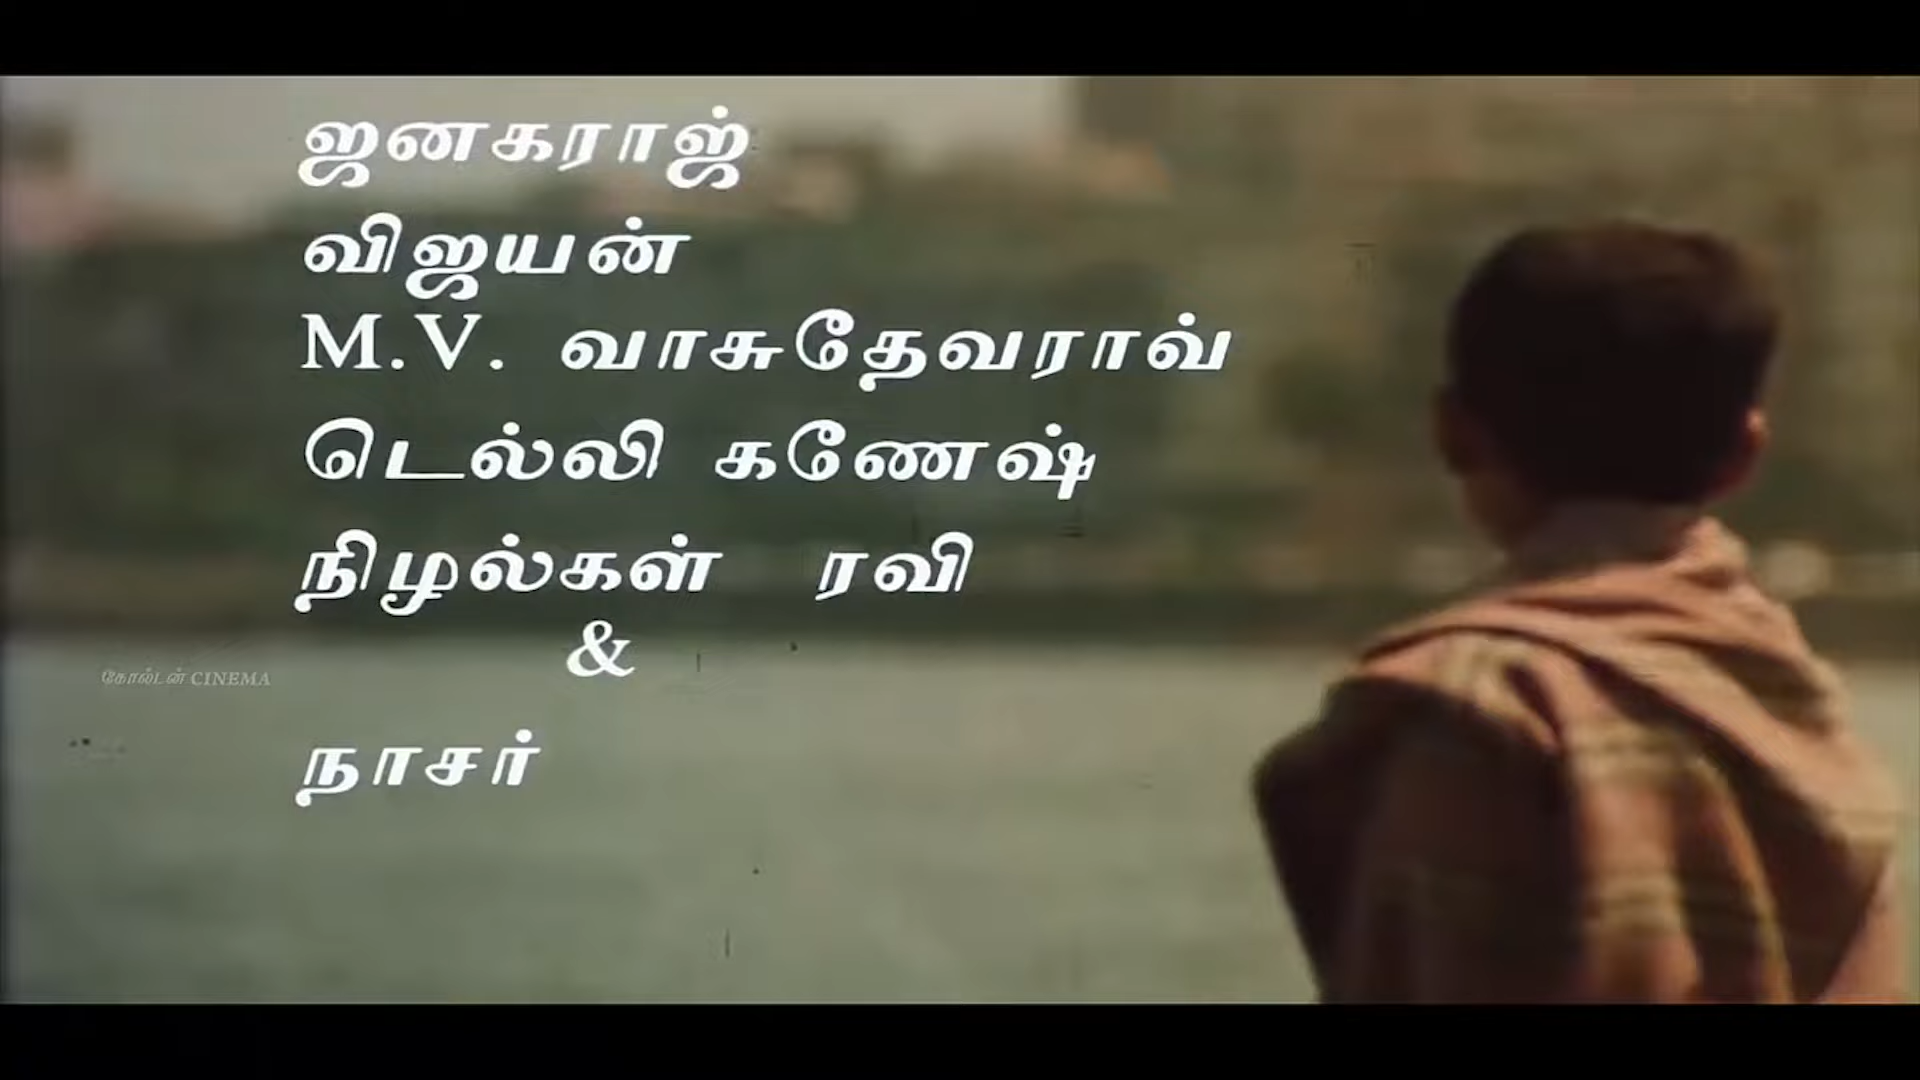 ஜனகராஜ்
விஜயன்
M.V. வாசுதேவராவ்
டெல்லி கணேஷ்
நிழல்கள் ரவி
&
கோல்டன் CINEMA
நாசர்